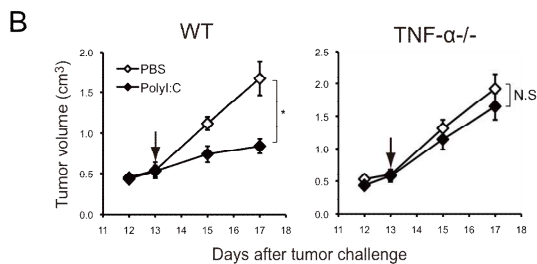 B
WT
TNF-α-/-
Tumor volume (cm3)
2.0
1.5
1.0
0.5
0.0
PBS
PolyI:C
*
11 12 13 14 15 16 17 18
2.5
2.0
1.5
1.0
0.5
0.0
N.S
11 12 13 14 15 16 17 18
Days after tumor challenge